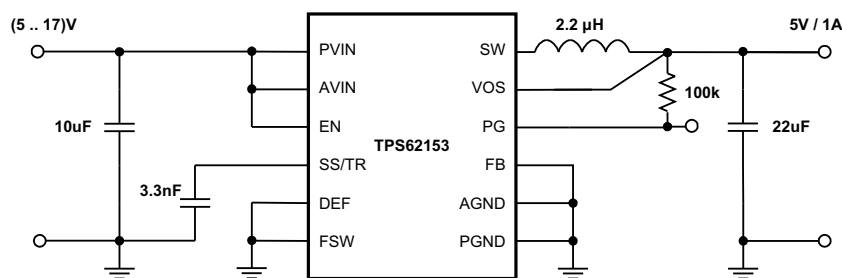 (5 .. 17)V
2.2 µH
5V / 1A
PVIN
SW
AVIN
VOS
100k
10uF
EN
TPS62153
PG
22uF
SS/TR
FB
3.3nF
DEF
AGND
FSW
PGND